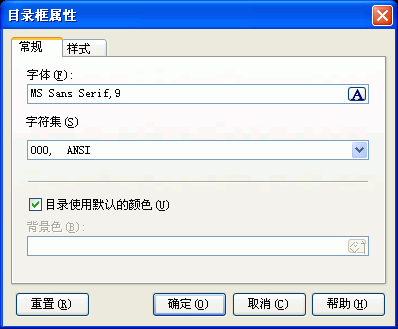 目录框属性
常规 样式
字体(F):
MS Sans Serif,9
字符集(S)
000,  ANSI
目录使用默认的颜色(U)
背景色(B):
重置(R) 确定(O) 取消(C) 帮助(H)